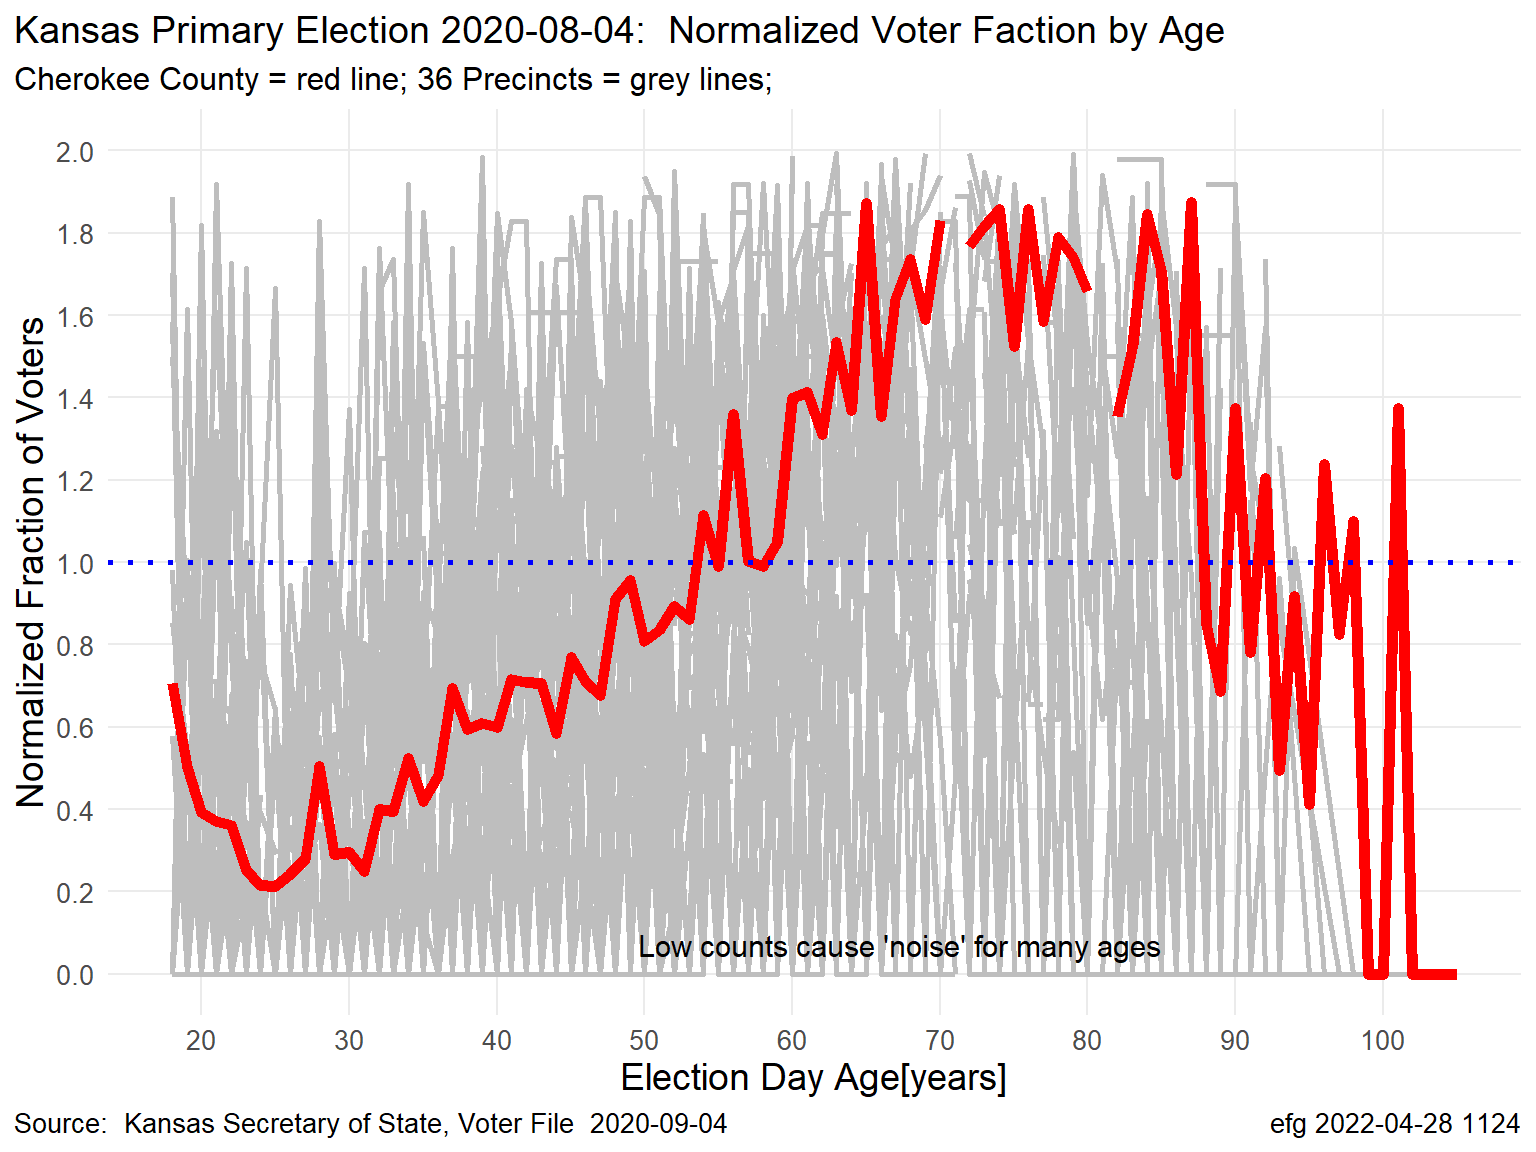 Kansas Primary Election 2020-08-04:  Normalized Voter Faction by Age
Cherokee County = red line; 36 Precincts = grey lines;
Normalized Fraction of Voters
2.0
1.8
1.6
1.4
1.2
1.0
0.8
0.6
0.4
0.2
0.0
Low counts cause 'noise' for many ages
20 30 40 50 60 70 80 90 100
Election Day Age[years]
Source:  Kansas Secretary of State, Voter File  2020-09-04
efg 2022-04-28 1124